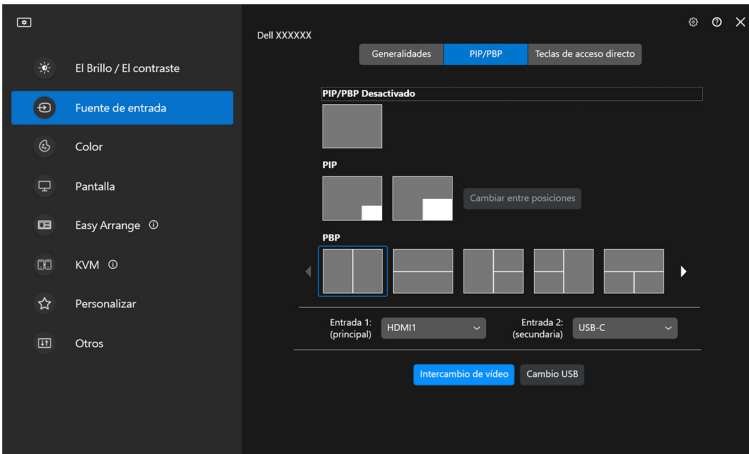 Dell XXXXXX
Generalidades
PIP/PBP
Teclas de acceso directo
El Brillo / El contraste
Fuente de entrada
Color
Pantalla
Easy Arrange
KVM
Personalizar
Otros
PIP/PBP Desactivado
PIP
Cambiar entre posiciones
PBP
Entrada 1:
(principal)
HDMI1
Entrada 2:
(secundaria)
USB-C
Intercambio de vídeo
Cambio USB